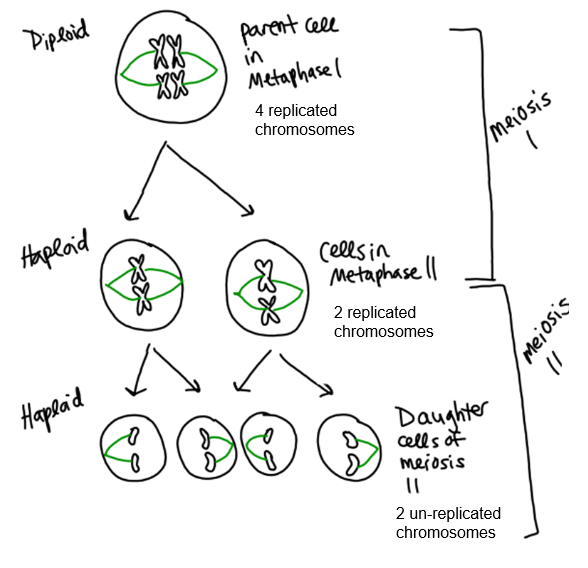 Diploid
parent cell
in
Metaphase I
4 replicated
chromosomes
meiosis
I
Haploid
cells in
Metaphase II
2 replicated
chromosomes
meiosis
II
Haploid
Daughter
cells of
meiosis
II
2 un-replicated
chromosomes